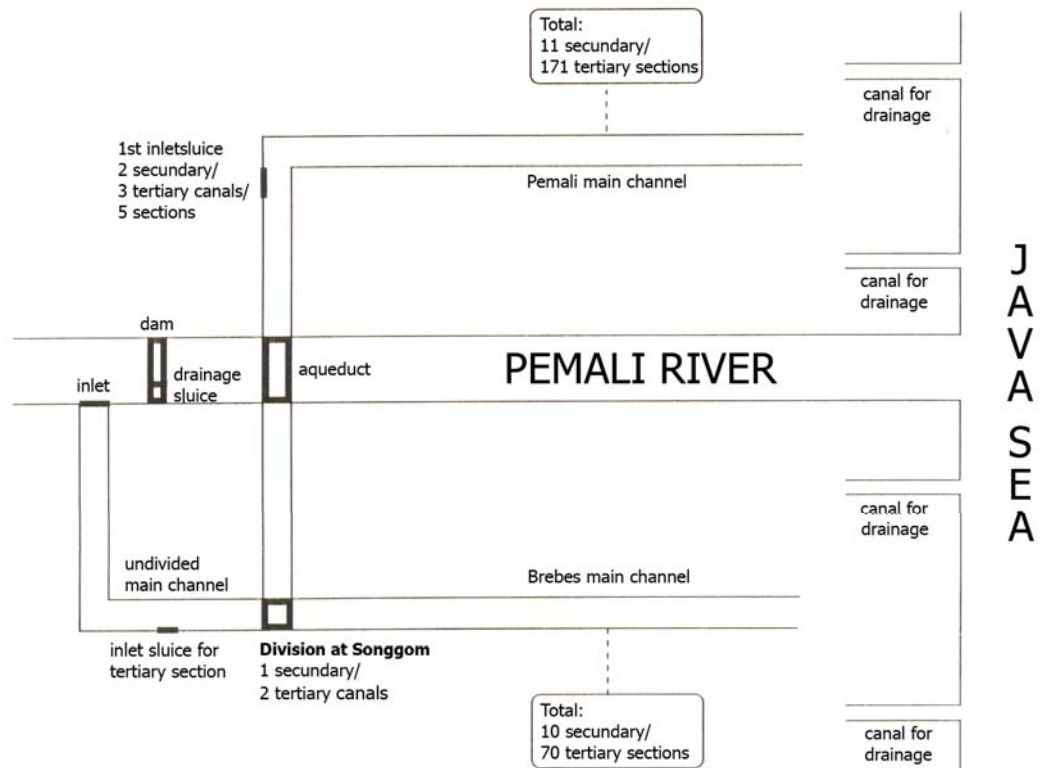 Total:
11 secundary/
171 tertiary sections
canal for
drainage
1st inletsluice
2 secundary/
3 tertiary canals/
5 sections
Pemali main channel
canal for
drainage
JAVA SEA
dam
inlet
drainage
sluice
aqueduct
PEMALI RIVER
canal for
drainage
undivided
main channel
Brebes main channel
inlet sluice for
tertiary section
Division at Songgom
1 secundary/
2 tertiary canals
Total:
10 secundary/
70 tertiary sections
canal for
drainage